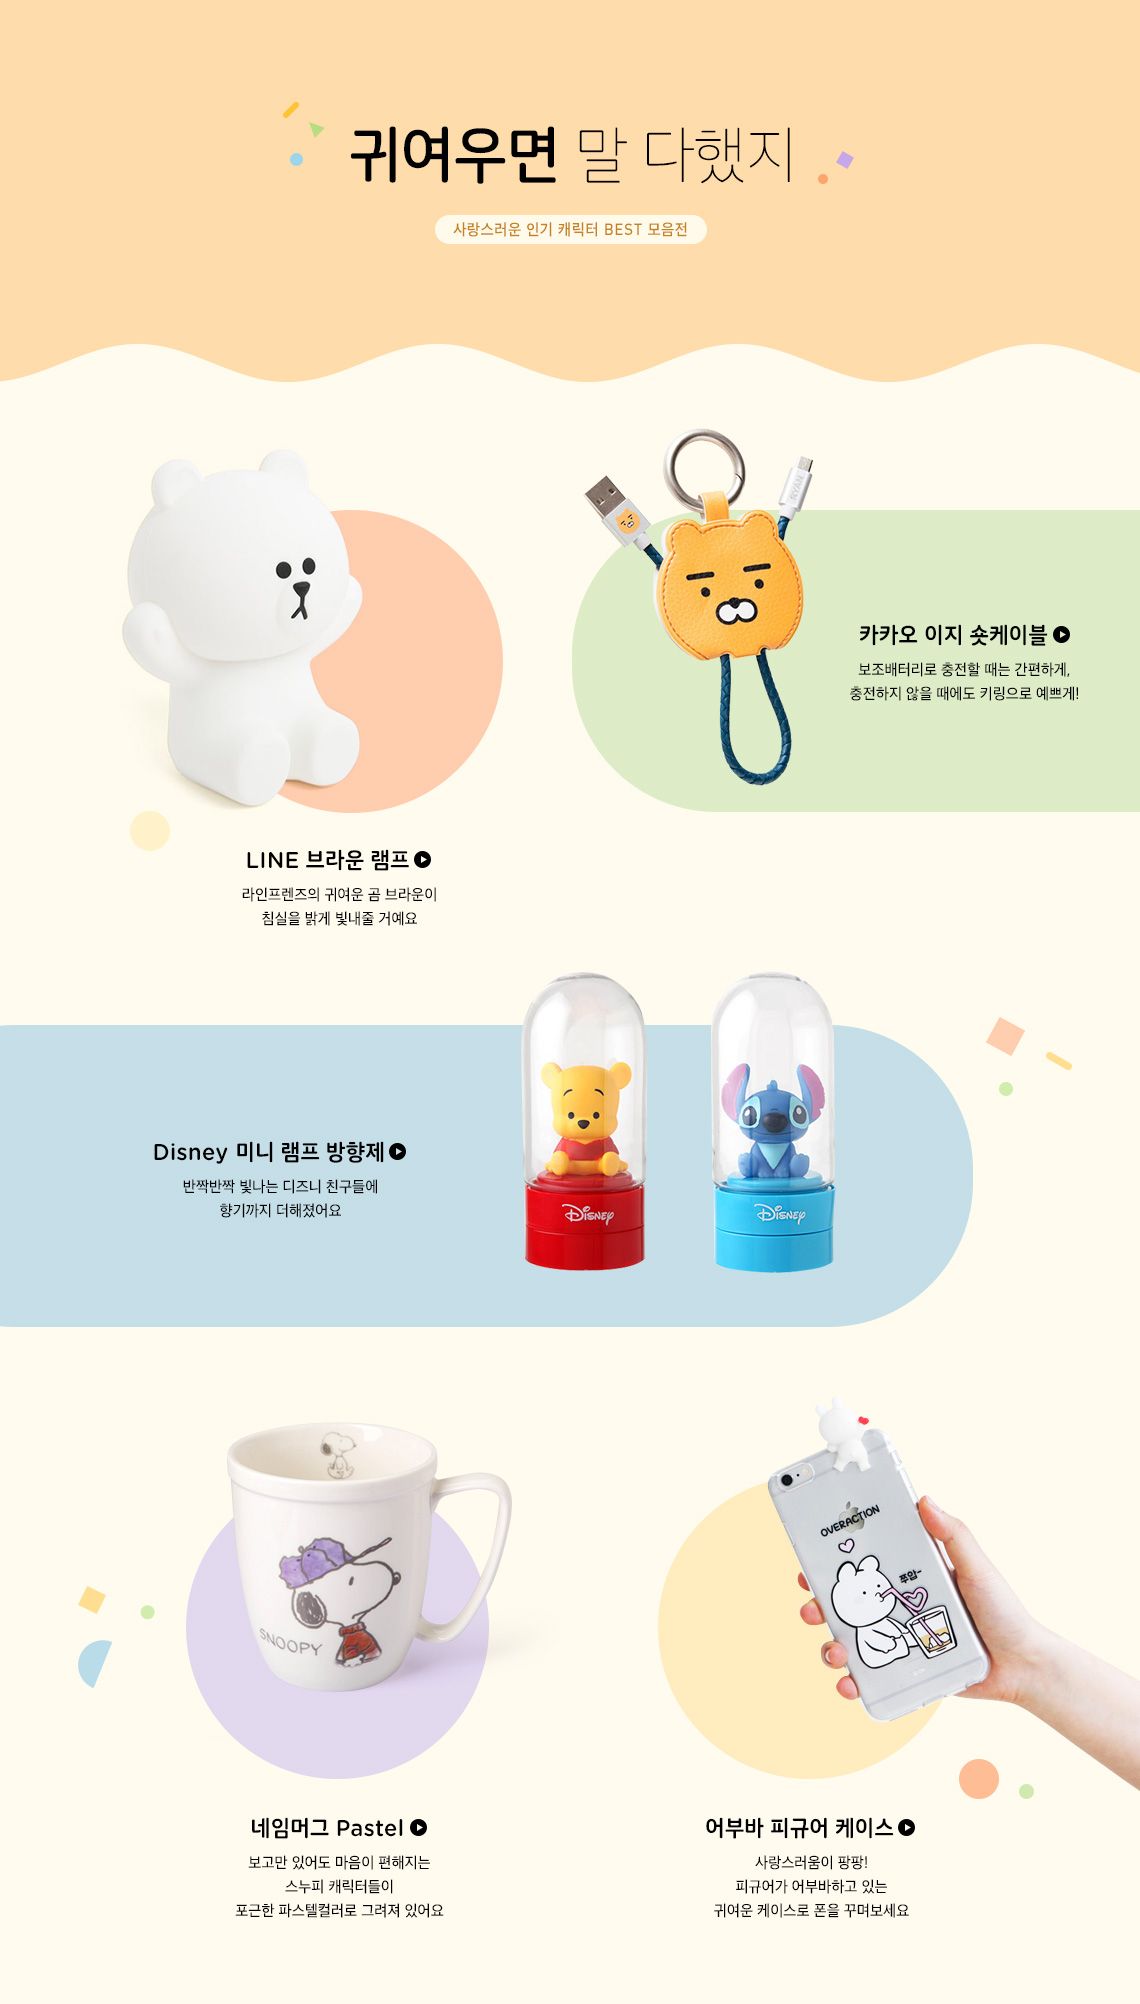 귀여우면 말 다했지
사랑스러운 인기 캐릭터 BEST 모음전
RYAN
카카오 이지 숏케이블
보조배터리로 충전할 때는 간편하게,
충전하지 않을 때에도 키링으로 예쁘게!
LINE 브라운 램프
라인프렌즈의 귀여운 곰 브라운이
침실을 밝게 빛내줄 거예요
Disney 미니 램프 방향제
반짝반짝 빛나는 디즈니 친구들에
향기까지 더해졌어요
Disney
Disney
SNOOPY
OVERACTION
쭈압~
네임머그 Pastel
보고만 있어도 마음이 편해지는
스누피 캐릭터들이
포근한 파스텔컬러로 그려져 있어요
어부바 피규어 케이스
사랑스러움이 팡팡!
피규어가 어부바하고 있는
귀여운 케이스로 폰을 꾸며보세요